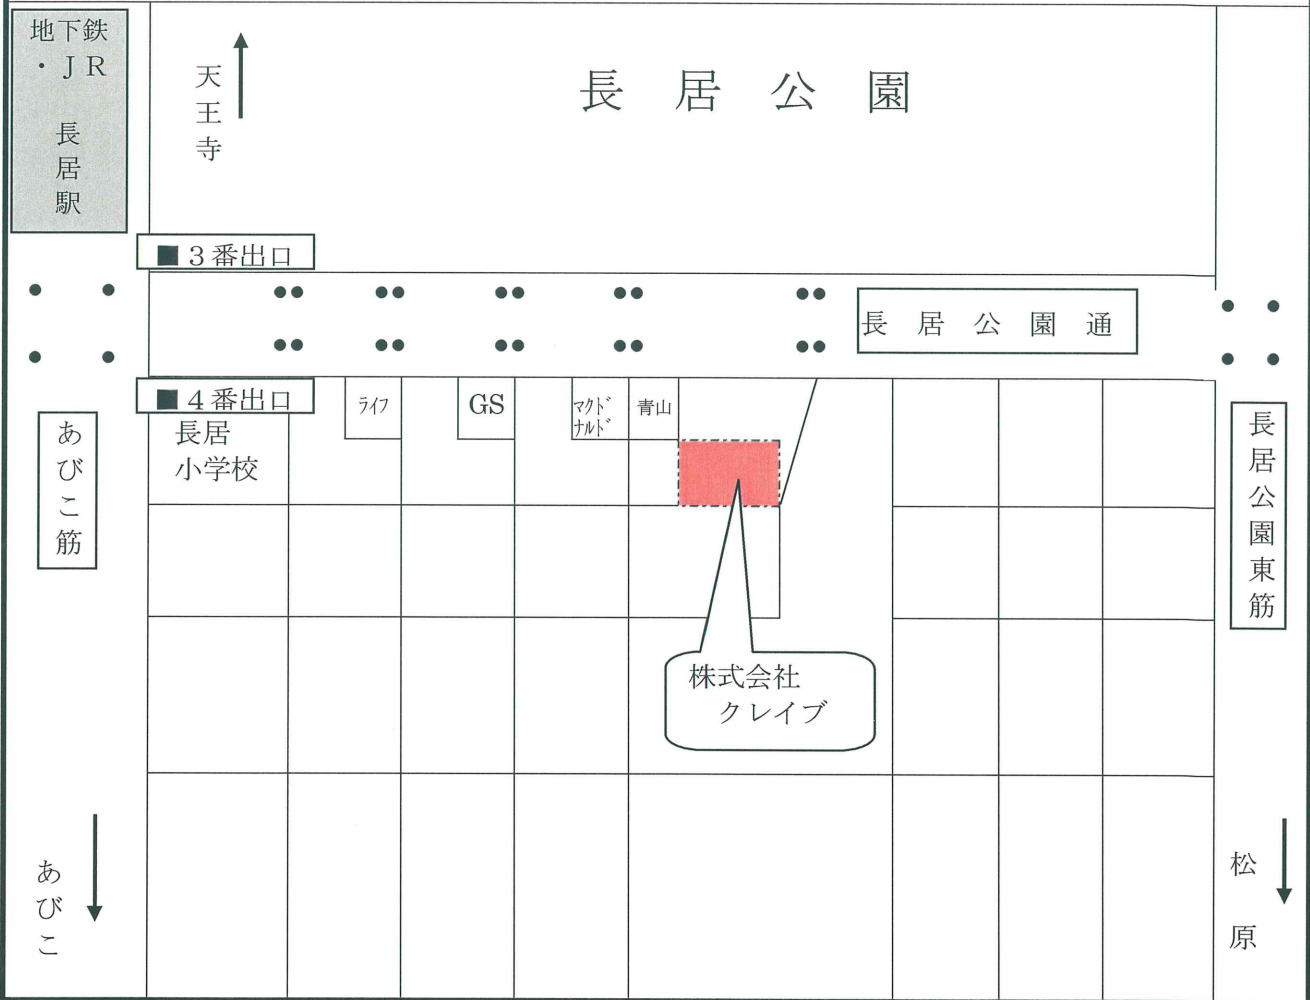 地下鉄
・ＪＲ
長居駅
天王寺
長居公園
■３番出口
長居公園通
■４番出口
長居
小学校
ﾗｲﾌ
GS
ﾏｸﾄﾞ
ﾅﾙﾄﾞ
青山
あびこ筋
長居公園東筋
株式会社
クレイブ
あびこ
松原